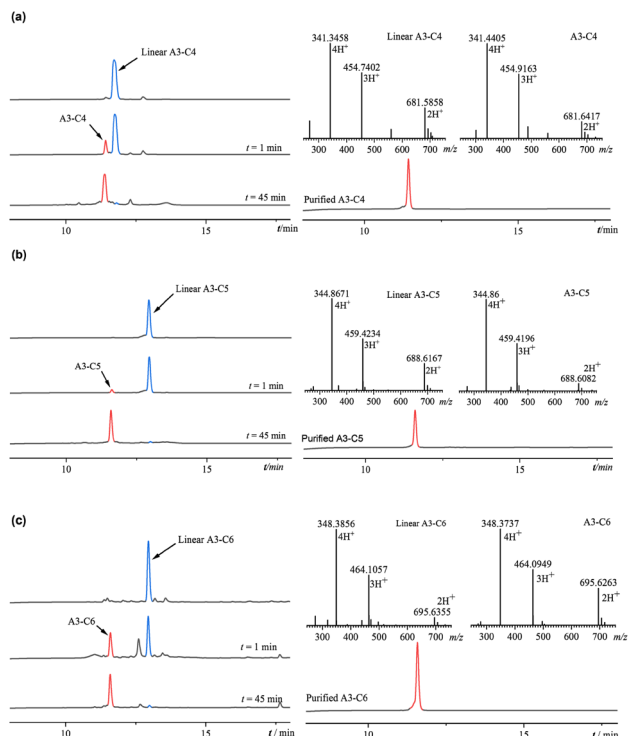 (a)
Linear A3-C4
A3-C4
t = 1 min
t = 45 min
10
15
t/min
341.3458
Linear A3-C4
4H⁺
454.7402
3H⁺
681.5858
2H⁺
300 400 500 600 700 m/z
341.4405
A3-C4
4H⁺
454.9163
3H⁺
681.6417
2H⁺
300 400 500 600 700 m/z
Purified A3-C4
10
15
t/min
(b)
Linear A3-C5
A3-C5
t = 1 min
t = 45 min
10
15
t/min
344.8671
Linear A3-C5
4H⁺
459.4234
3H⁺
688.6167
2H⁺
300 400 500 600 700 m/z
344.86
A3-C5
4H⁺
459.4196
3H⁺
2H⁺
688.6082
300 400 500 600 700 m/z
Purified A3-C5
10
15
t/min
(c)
Linear A3-C6
A3-C6
t = 1 min
t = 45 min
10
15
t/min
348.3856
Linear A3-C6
4H⁺
464.1057
3H⁺
2H⁺
695.6355
300 400 500 600 700 m/z
348.3737
A3-C6
4H⁺
464.0949
3H⁺
695.6263
2H⁺
300 400 500 600 700 m/z
Purified A3-C6
10
15
t/min